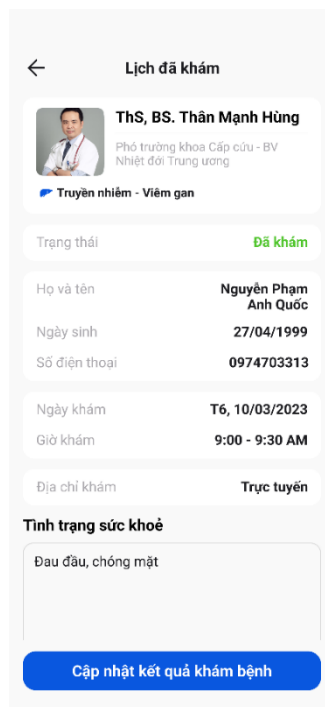 Lịch đã khám
ThS, BS. Thân Mạnh Hùng
Phó trưởng khoa Cấp cứu - BV
Nhiệt đới Trung ương
Truyền nhiễm - Viêm gan
Trạng thái Đã khám
Họ và tên Nguyễn Phạm
Anh Quốc
Ngày sinh 27/04/1999
Số điện thoại 0974703313
Ngày khám T6, 10/03/2023
Giờ khám 9:00 - 9:30 AM
Địa chỉ khám Trực tuyến
Tình trạng sức khoẻ
Đau đầu, chóng mặt
Cập nhật kết quả khám bệnh